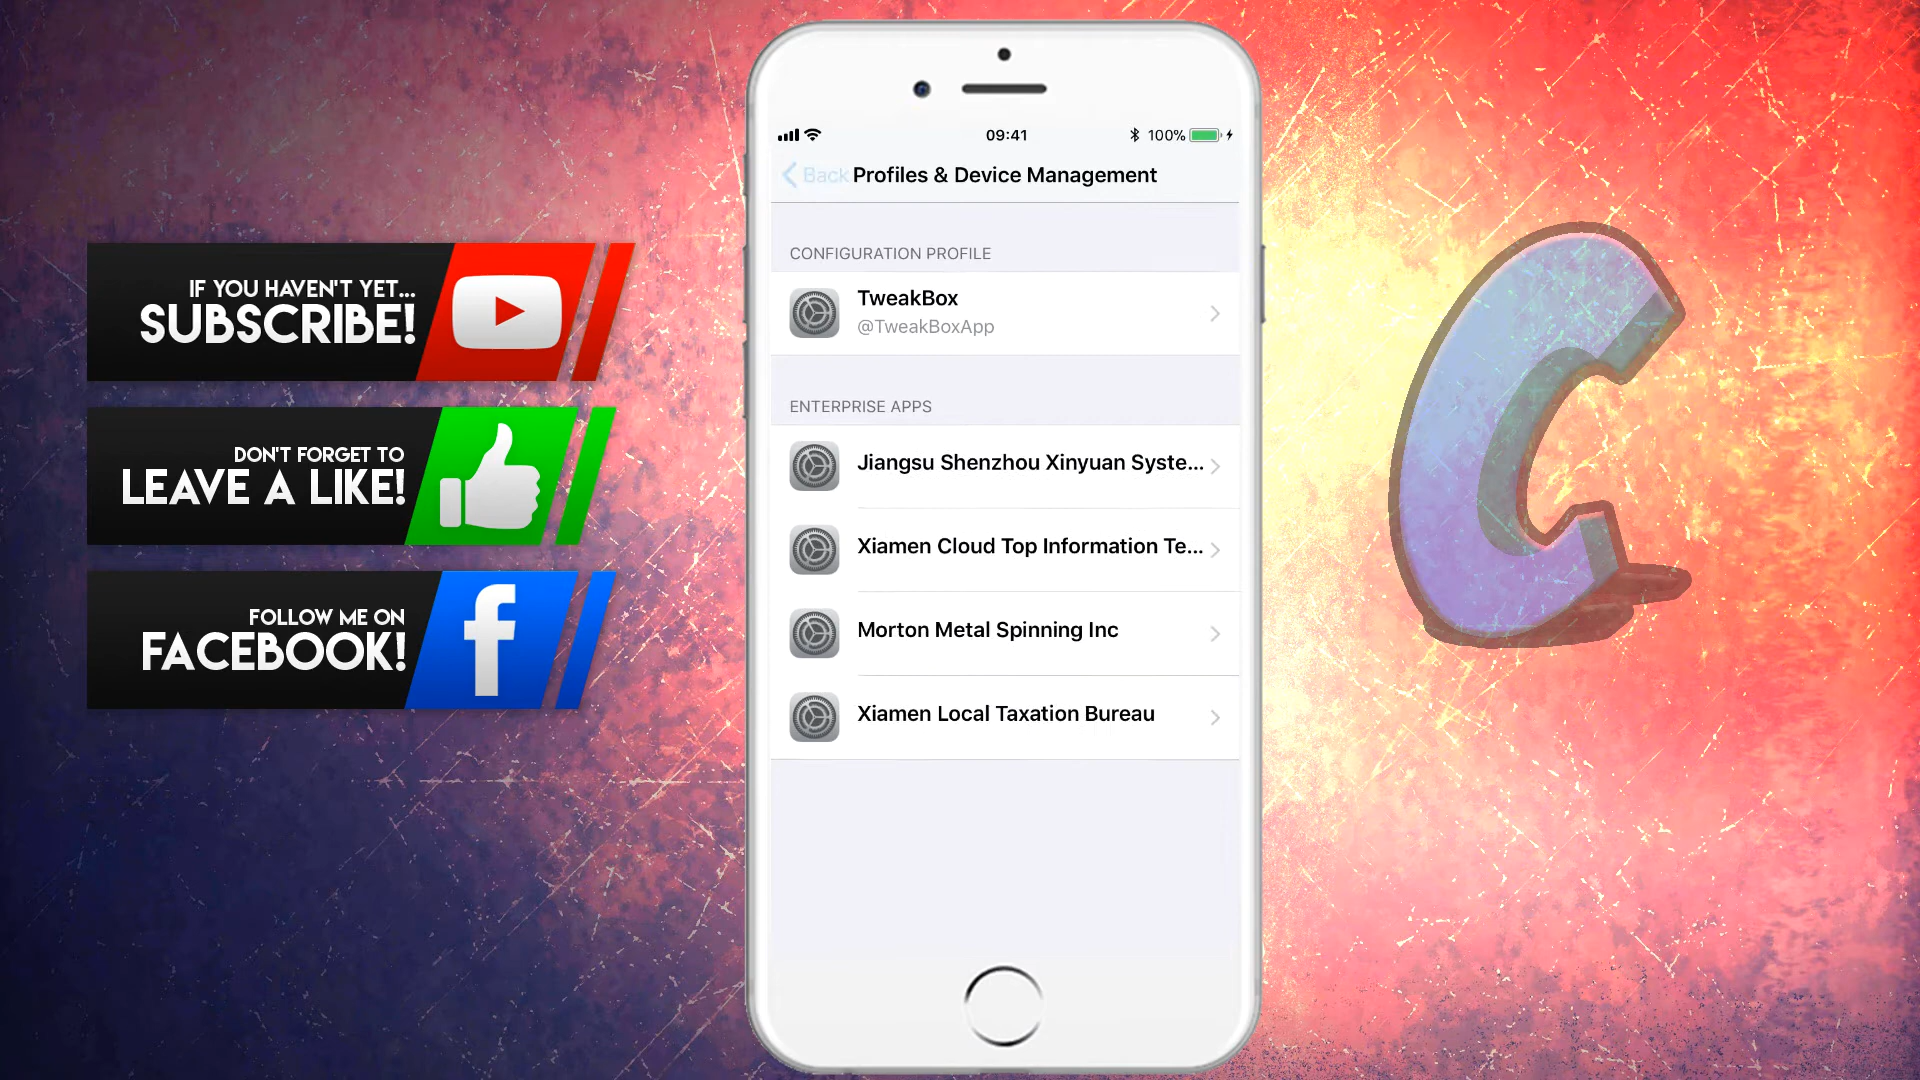 IF YOU HAVEN'T YET...
SUBSCRIBE!
DON'T FORGET TO
LEAVE A LIKE!
FOLLOW ME ON
FACEBOOK!
09:41
100%
Back
Profiles & Device Management
CONFIGURATION PROFILE
TweakBox
@TweakBoxApp
ENTERPRISE APPS
Jiangsu Shenzhou Xinyuan Syste...
Xiamen Cloud Top Information Te...
Morton Metal Spinning Inc
Xiamen Local Taxation Bureau
C